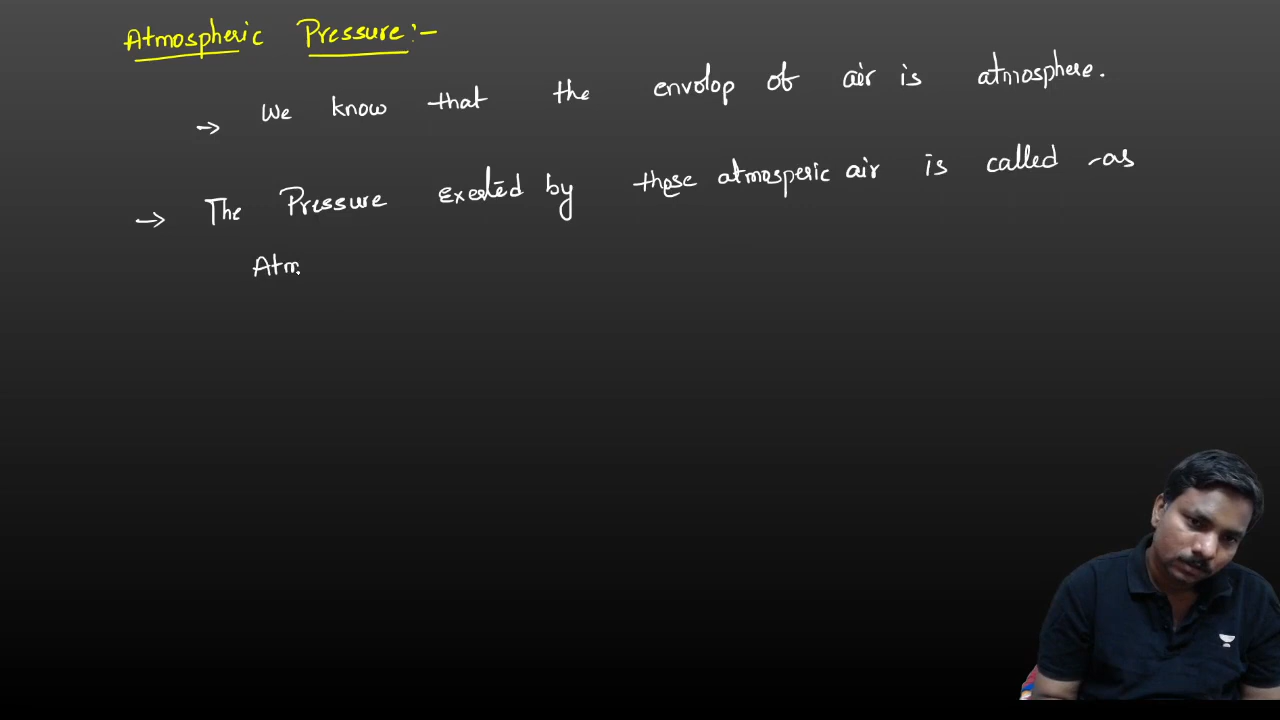 Atmospheric Pressure:-
→ We know that the envolop of air is atmosphere.
→ The Pressure exerted by these atmosperic air is called as
Atm